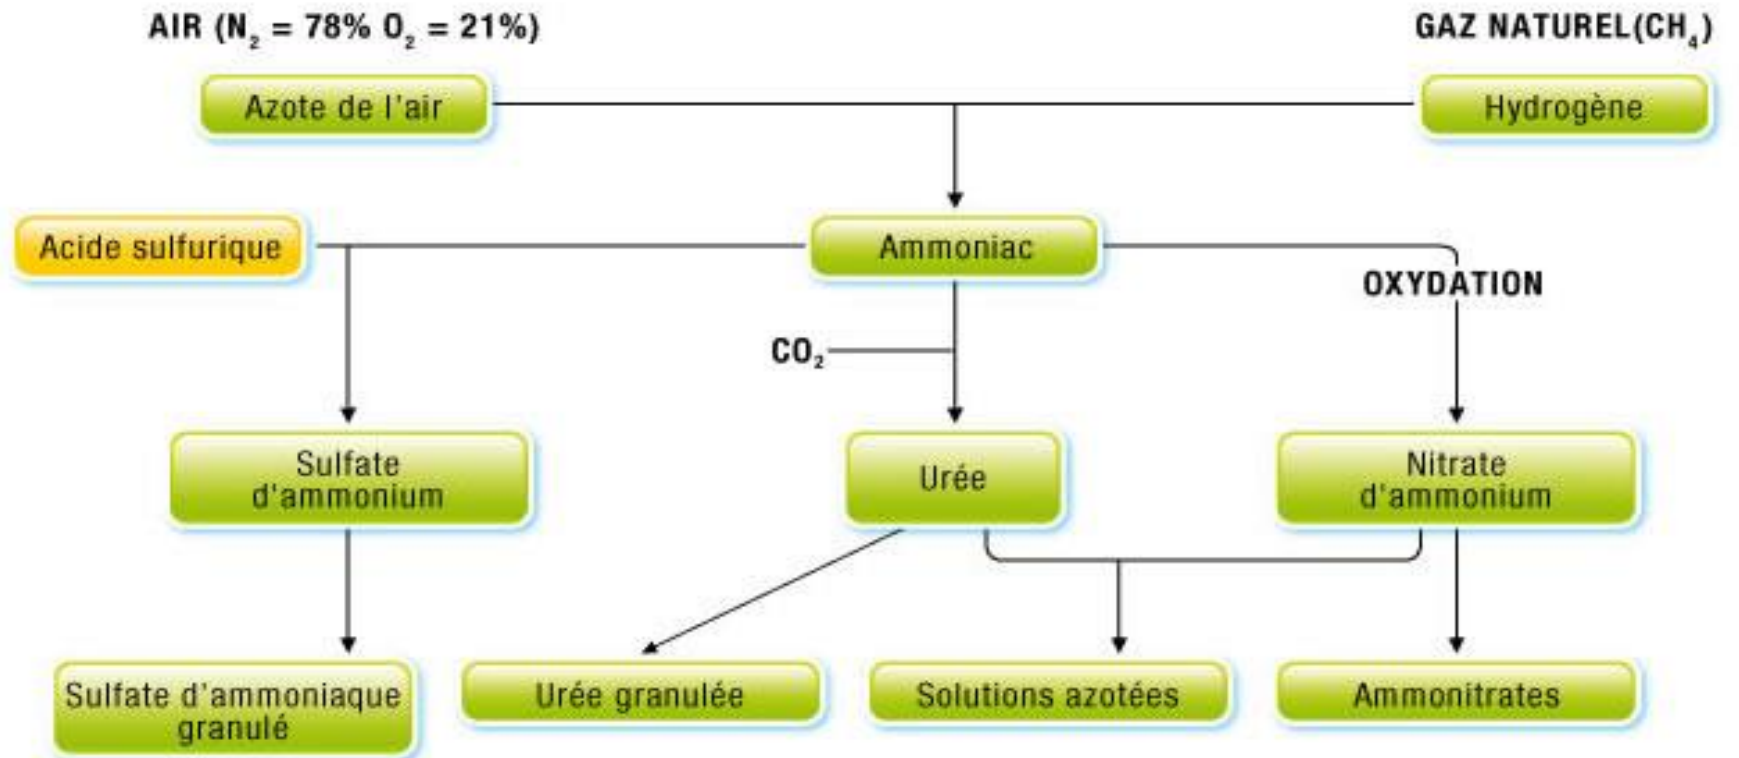 AIR (N₂ = 78% O₂ = 21%)
GAZ NATUREL(CH₄)
Azote de l'air
Hydrogène
Acide sulfurique
Ammoniac
OXYDATION
CO₂
Sulfate
d'ammonium
Urée
Nitrate
d'ammonium
Sulfate d'ammoniaque
granulé
Urée granulée
Solutions azotées
Ammonitrates